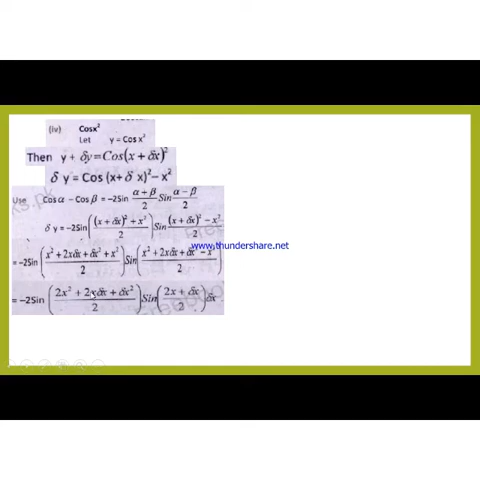 (iv) Cosx²
Let y=Cos x²
Then y + δy=Cos(x + δx)²
δ y = Cos (x+ δ x)² − x²
Use Cosα − Cosβ = −2Sin (α + β)/2 Sin (α − β)/2
δ y = −2Sin (((x + δx)² + x²)/2) Sin ((x + δx)² − x²)/2
www.thundershare.net
= −2Sin ((x² + 2xδx + δx² + x²)/2) Sin ((x² + 2xδx + δx² − x²)/2)
= −2Sin ((2x² + 2xδx + δx²)/2) Sin ((2x + δx)/2) δx